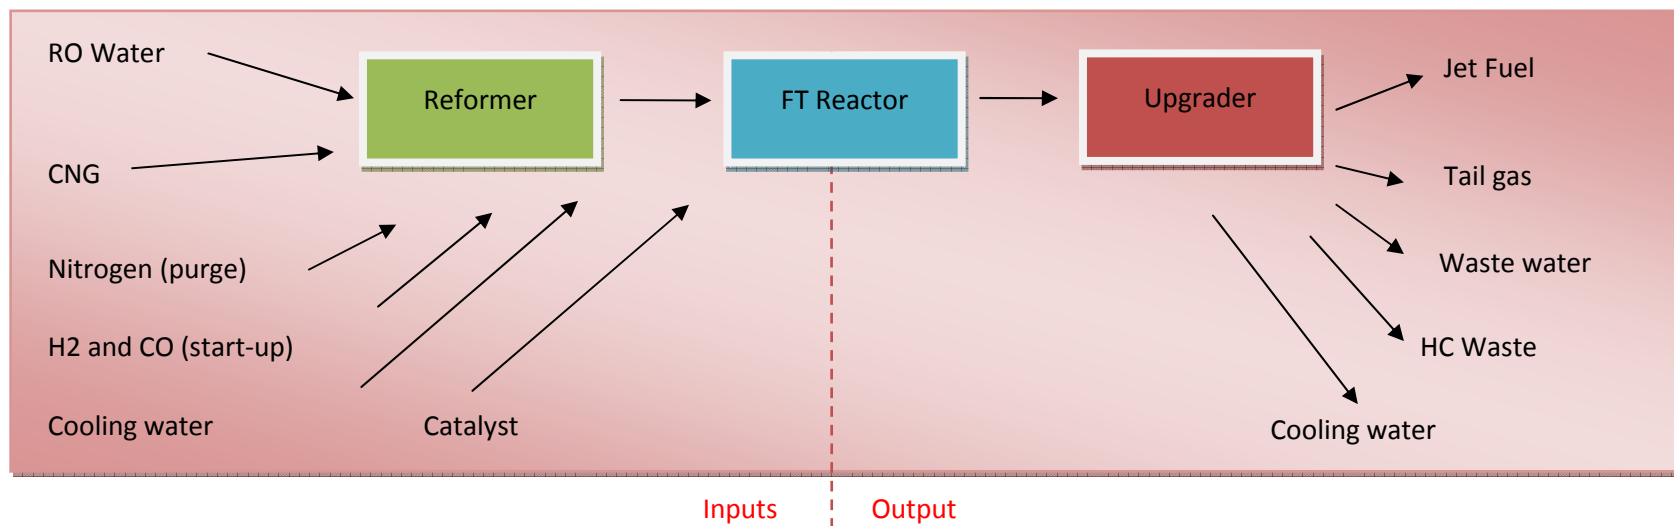 RO Water
Reformer
FT Reactor
Upgrader
Jet Fuel
CNG
Tail gas
Nitrogen (purge)
Waste water
H2 and CO (start-up)
HC Waste
Cooling water
Catalyst
Cooling water
Inputs
Output